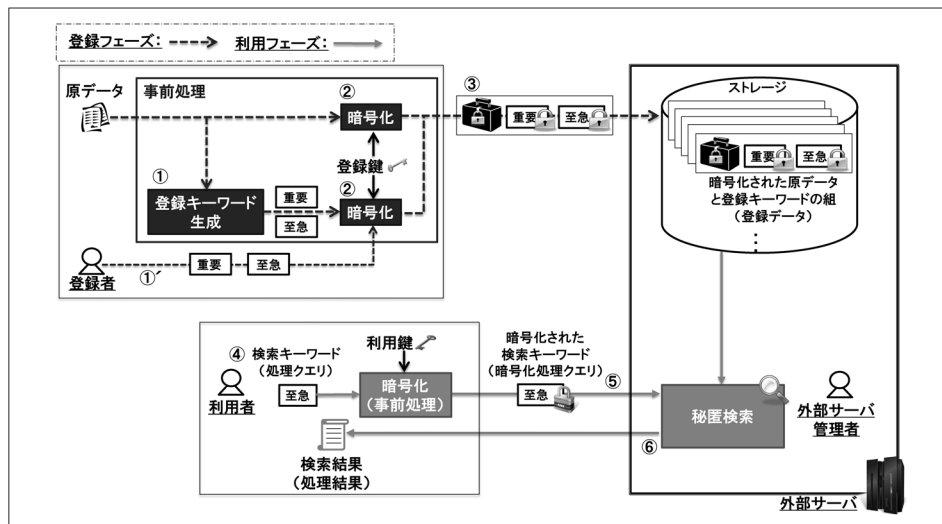 登録フェーズ: 利用フェーズ:
原データ
事前処理
②
暗号化
登録鍵
①
登録キーワード
生成
重要
至急
②
暗号化
登録者
①´
重要
至急
③
重要
至急
ストレージ
重要
至急
暗号化された原データ
と登録キーワードの組
(登録データ)
⋮
④
検索キーワード
(処理クエリ)
利用者
至急
利用鍵
暗号化
(事前処理)
暗号化された
検索キーワード
(暗号化処理クエリ)
至急
⑤
秘匿検索
⑥
検索結果
(処理結果)
外部サーバ
管理者
外部サーバ